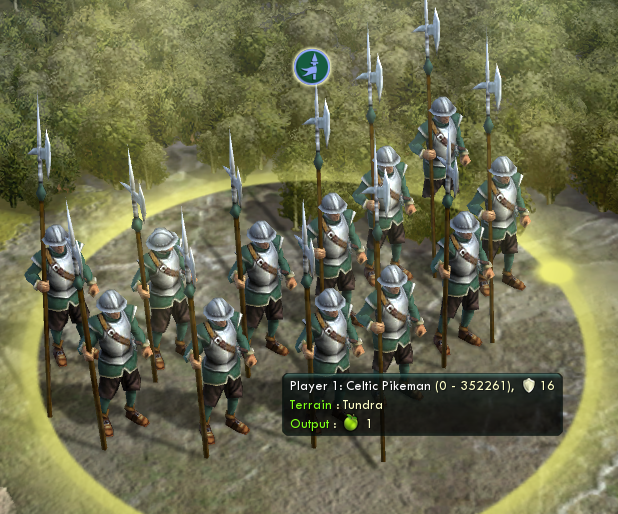 Player 1: Celtic Pikeman (0 - 352261), 16
Terrain : Tundra
Output : 1